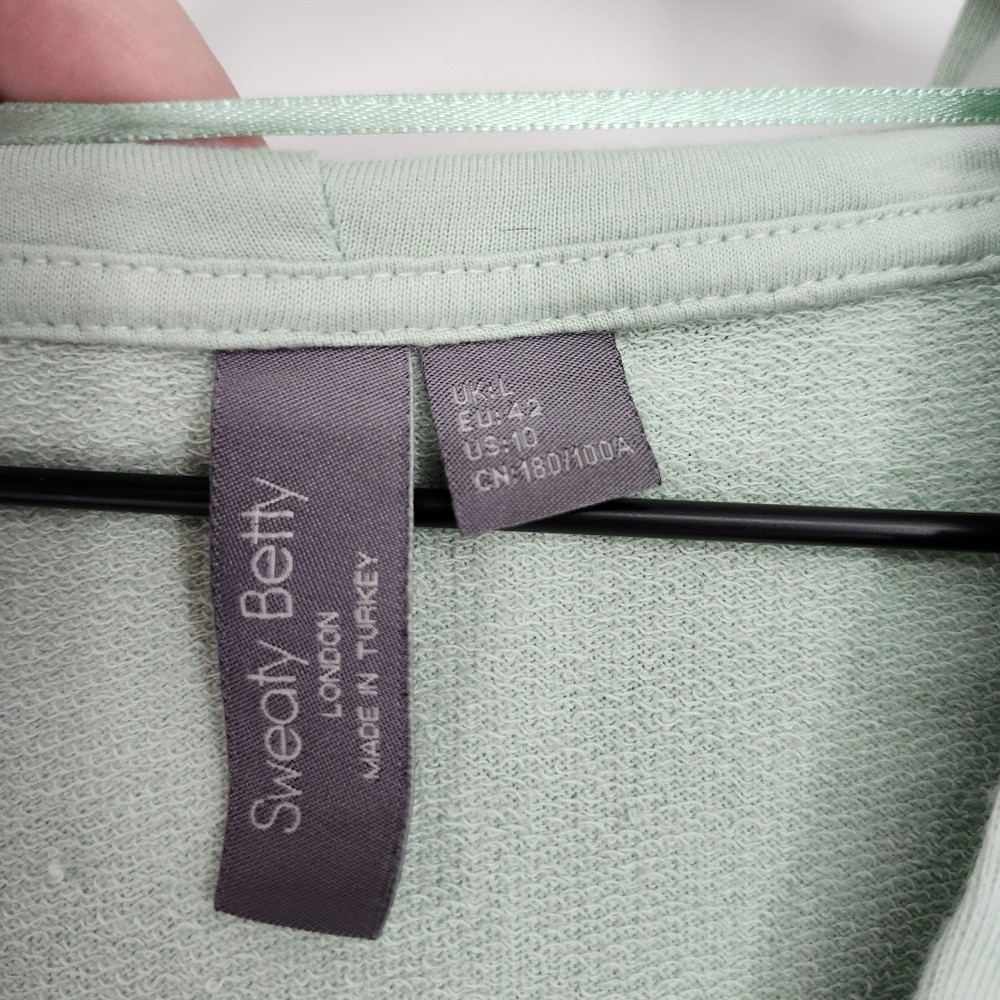 Sweaty Betty
LONDON
MADE IN TURKEY
UK:L
EU:42
US:10
CN:180/100A